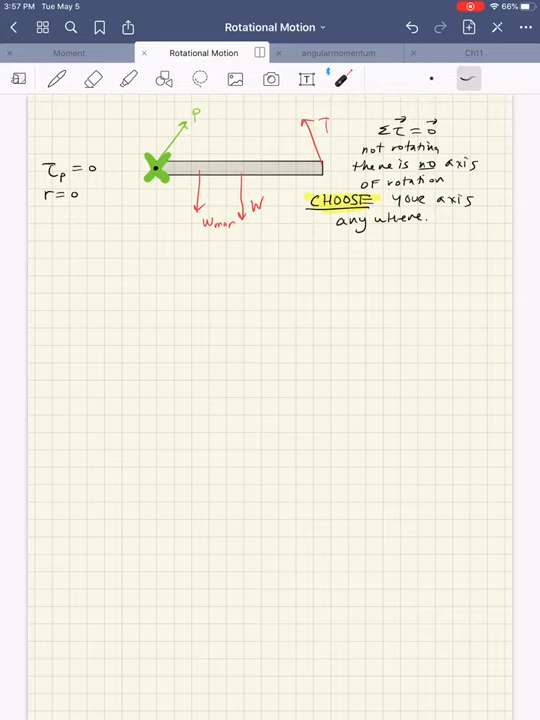 3:57 PM Tue May 5
66%
Rotational Motion
Moment
Rotational Motion
angularmomentum
Ch11
T
P
T
Στ⃗ = 0⃗
not rotating
there is no axis
of rotation
CHOOSE your axis
any where.
τp = 0
r = 0
W
wman